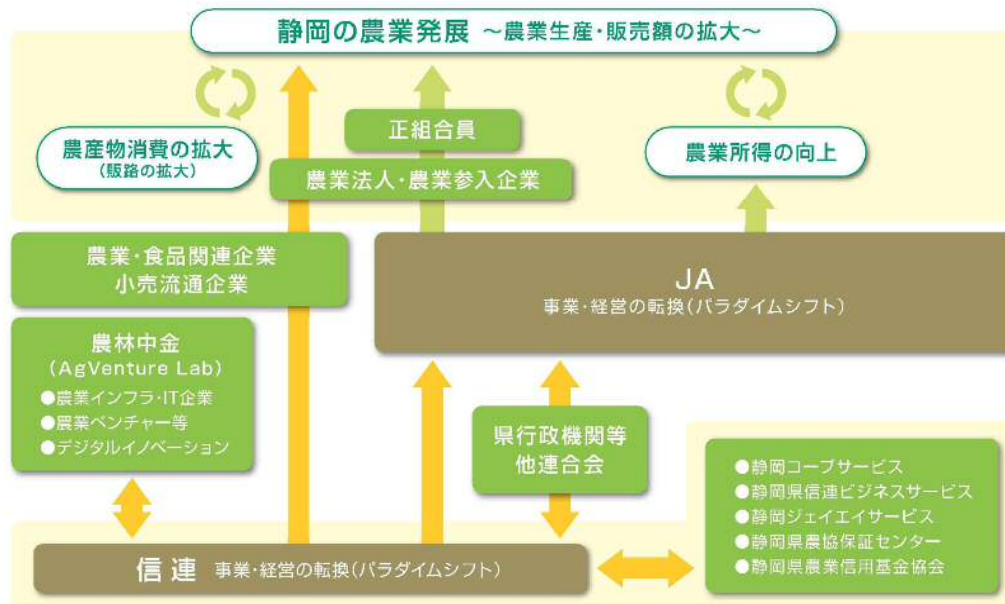 静岡の農業発展 ～農業生産・販売額の拡大～
農産物消費の拡大
(販路の拡大)
正組合員
農業法人・農業参入企業
農業所得の向上
農業・食品関連企業
小売流通企業
JA
事業・経営の転換(パラダイムシフト)
農林中金
(AgVenture Lab)
●農業インフラ・IT企業
●農業ベンチャー等
●デジタルイノベーション
県行政機関等
他連合会
●静岡コープサービス
●静岡県信連ビジネスサービス
●静岡ジェイエイサービス
●静岡県農協保証センター
●静岡県農業信用基金協会
信連 事業・経営の転換(パラダイムシフト)